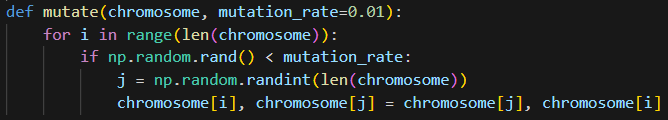 def mutate(chromosome, mutation_rate=0.01):
    for i in range(len(chromosome)):
        if np.random.rand() < mutation_rate:
            j = np.random.randint(len(chromosome))
            chromosome[i], chromosome[j] = chromosome[j], chromosome[i]